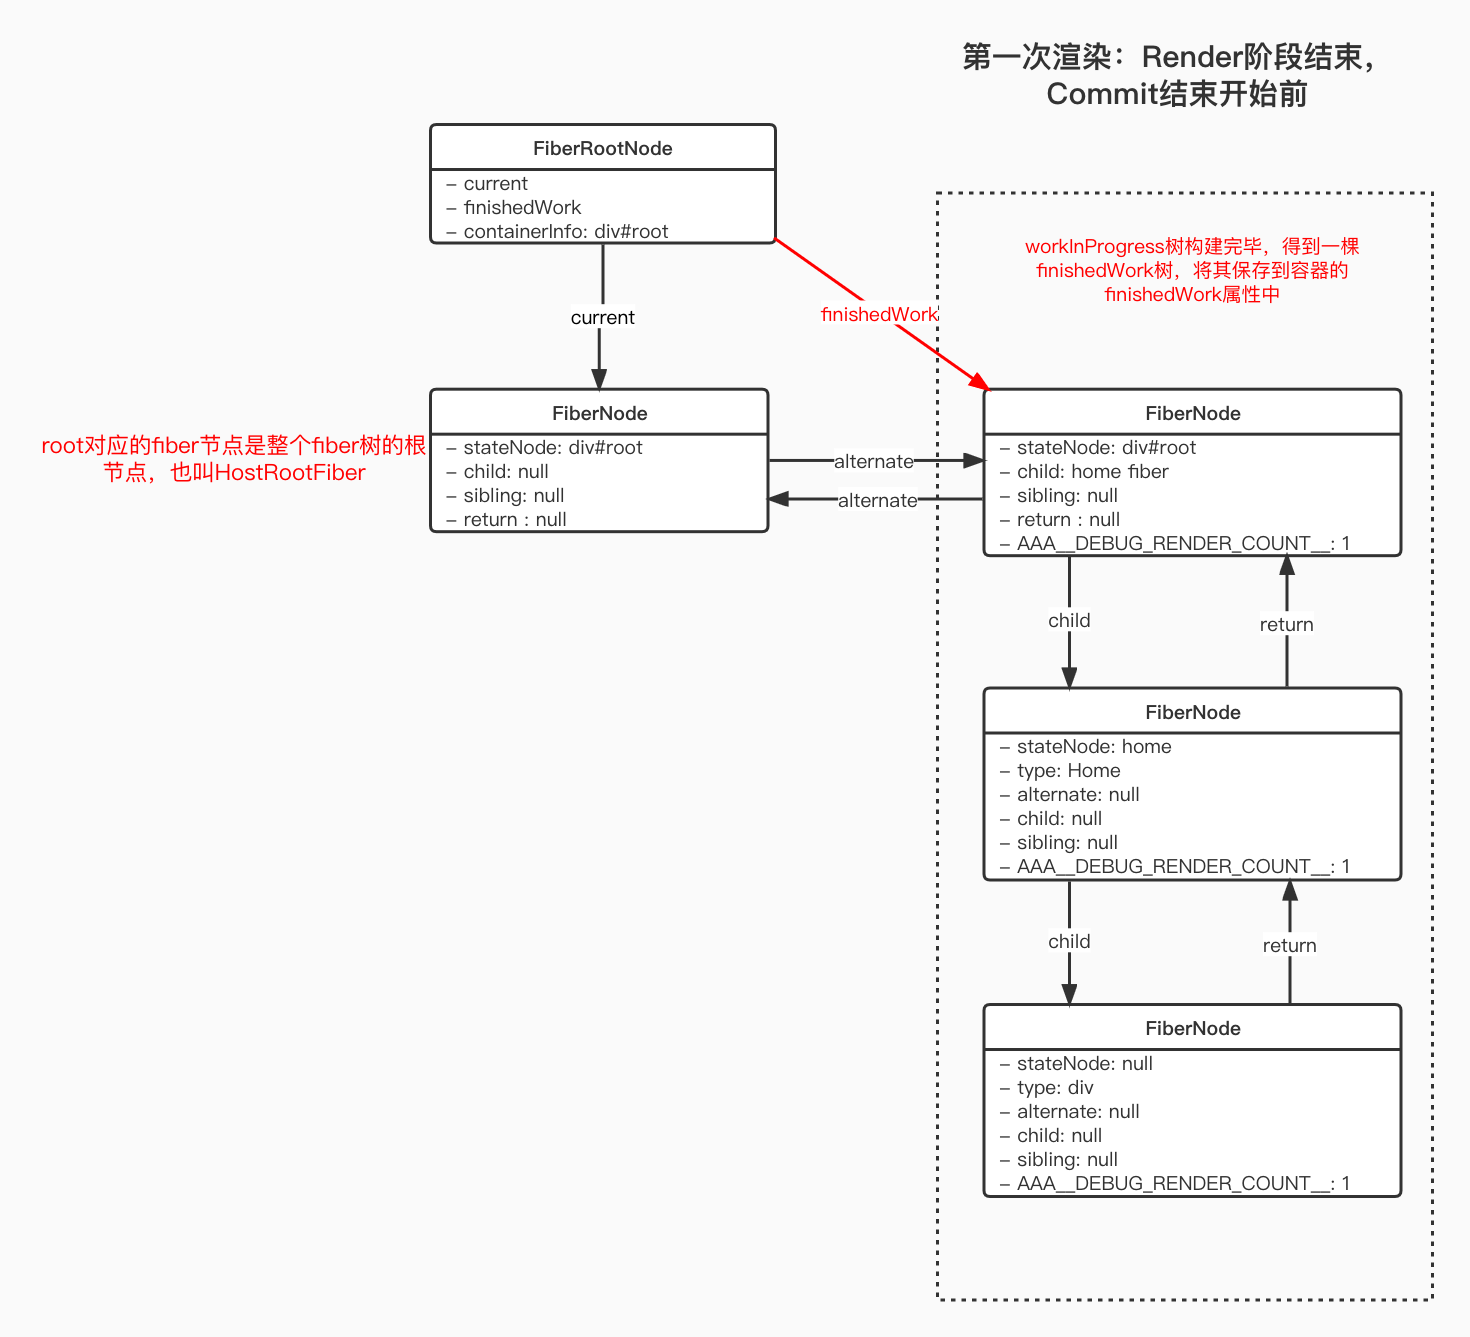 第一次渲染：Render阶段结束，
Commit结束开始前
FiberRootNode
– current
– finishedWork
– containerInfo: div#root
workInProgress树构建完毕，得到一棵
finishedWork树，将其保存到容器的
finishedWork属性中
current
finishedWork
root对应的fiber节点是整个fiber树的根
节点，也叫HostRootFiber
FiberNode
– stateNode: div#root
– child: null
– sibling: null
– return : null
alternate
alternate
FiberNode
– stateNode: div#root
– child: home fiber
– sibling: null
– return : null
– AAA__DEBUG_RENDER_COUNT__: 1
child
return
FiberNode
– stateNode: home
– type: Home
– alternate: null
– child: null
– sibling: null
– AAA__DEBUG_RENDER_COUNT__: 1
child
return
FiberNode
– stateNode: null
– type: div
– alternate: null
– child: null
– sibling: null
– AAA__DEBUG_RENDER_COUNT__: 1